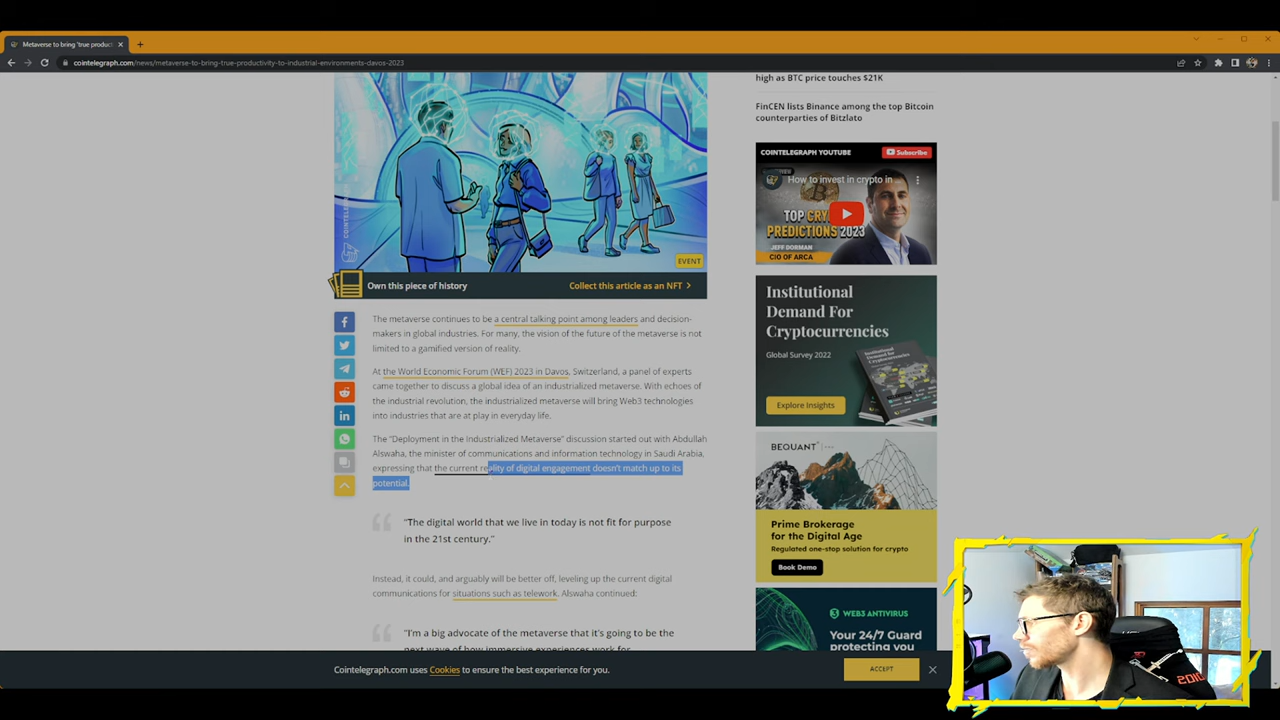 Metaverse to bring 'true product
cointelegraph.com/news/metaverse-to-bring-true-productivity-to-industrial-environments-davos-2023
COINTELE
EVENT
Own this piece of history
Collect this article as an NFT >
The metaverse continues to be a central talking point among leaders and decision-
makers in global industries. For many, the vision of the future of the metaverse is not
limited to a gamified version of reality.
At the World Economic Forum (WEF) 2023 in Davos, Switzerland, a panel of experts
came together to discuss a global idea of an industrialized metaverse. With echoes of
the industrial revolution, the industrialized metaverse will bring Web3 technologies
into industries that are at play in everyday life.
The "Deployment in the Industrialized Metaverse" discussion started out with Abdullah
Alswaha, the minister of communications and information technology in Saudi Arabia,
expressing that the current reality of digital engagement doesn't match up to its
potential.
"The digital world that we live in today is not fit for purpose
in the 21st century."
Instead, it could, and arguably will be better off, leveling up the current digital
communications for situations such as telework. Alswaha continued:
"I'm a big advocate of the metaverse that it's going to be the
next wave of how immersive experiences work for
high as BTC price touches $21K
FinCEN lists Binance among the top Bitcoin
counterparties of Bitzlato
COINTELEGRAPH YOUTUBE
Subscribe
How to invest in crypto in ...
TOP CRY
PREDICTIONS 2023
JEFF DORMAN
CIO OF ARCA
Institutional
Demand For
Cryptocurrencies
Global Survey 2022
Explore Insights
BEQUANT
Prime Brokerage
for the Digital Age
Regulated one-stop solution for crypto
Book Demo
WEB3 ANTIVIRUS
Your 24/7 Guard
protecting you
Cointelegraph.com uses Cookies to ensure the best experience for you.
ACCEPT